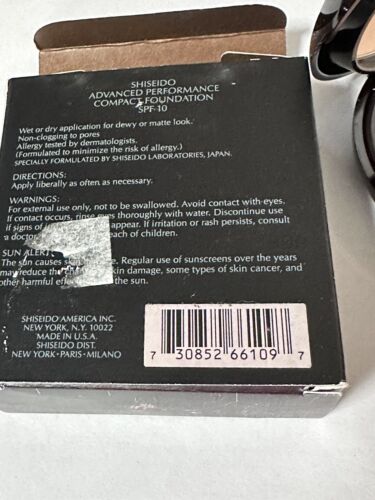 SHISEIDO
ADVANCED PERFORMANCE
COMPACT FOUNDATION
SPF-10
Wet or dry application for dewy or matte look.
Non-clogging to pores
Allergy tested by dermatologists.
(Formulated to minimize the risk of allergy.)
SPECIALLY FORMULATED BY SHISEIDO LABORATORIES, JAPAN.
DIRECTIONS:
Apply liberally as often as necessary.
WARNINGS:
For external use only, not to be swallowed. Avoid contact with eyes.
If contact occurs, rinse eyes thoroughly with water. Discontinue use
if signs of appear. If irritation or rash persists, consult
a doctor. each of children.
SUN ALERT
The sun causes skin. Regular use of sunscreens over the years
may reduce the skin damage, some types of skin cancer, and
other harmful the sun.
SHISEIDO AMERICA INC.
NEW YORK, N.Y. 10022
MADE IN U.S.A.
SHISEIDO DIST.
NEW YORK•PARIS•MILANO
7 30852 66109 7